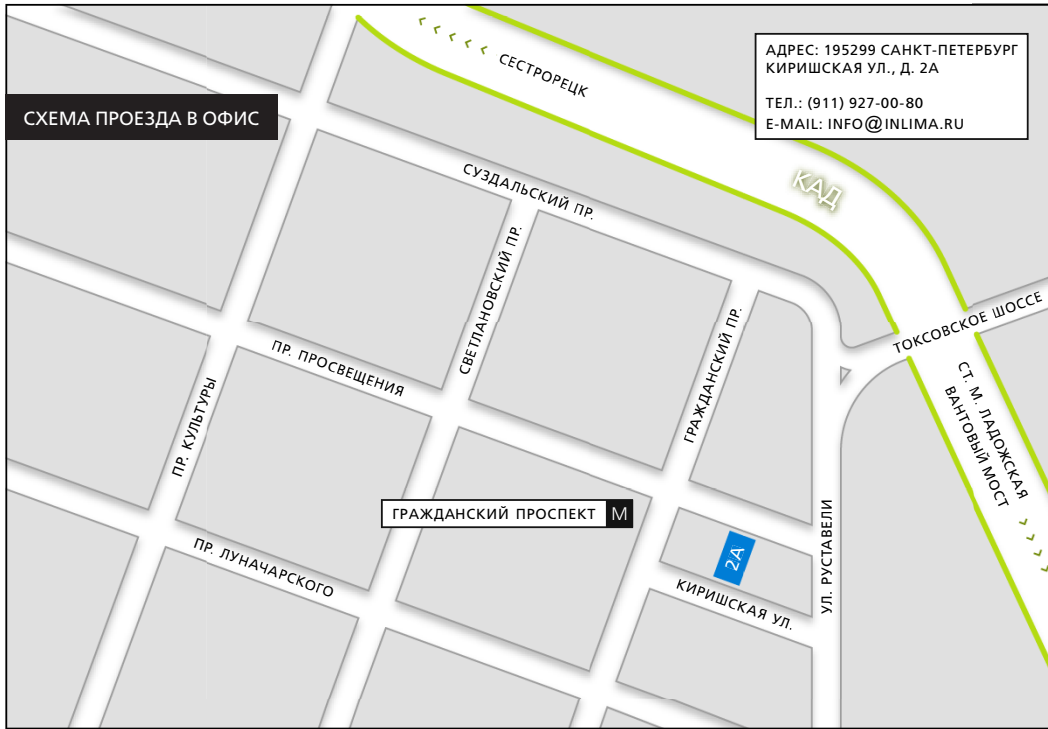 СЕСТРОРЕЦК
АДРЕС: 195299 САНКТ-ПЕТЕРБУРГ
КИРИШСКАЯ УЛ., Д. 2А
ТЕЛ.: (911) 927-00-80
E-MAIL: INFO@INLIMA.RU
СХЕМА ПРОЕЗДА В ОФИС
СУЗДАЛЬСКИЙ ПР.
КАД
СВЕТЛАНОВСКИЙ ПР.
ГРАЖДАНСКИЙ ПР.
ТОКСОВСКОЕ ШОССЕ
ПР. ПРОСВЕЩЕНИЯ
ПР. КУЛЬТУРЫ
СТ. М. ЛАДОЖСКАЯ
ВАНТОВЫЙ МОСТ
ГРАЖДАНСКИЙ ПРОСПЕКТ М
УЛ. РУСТАВЕЛИ
2А
ПР. ЛУНАЧАРСКОГО
КИРИШСКАЯ УЛ.